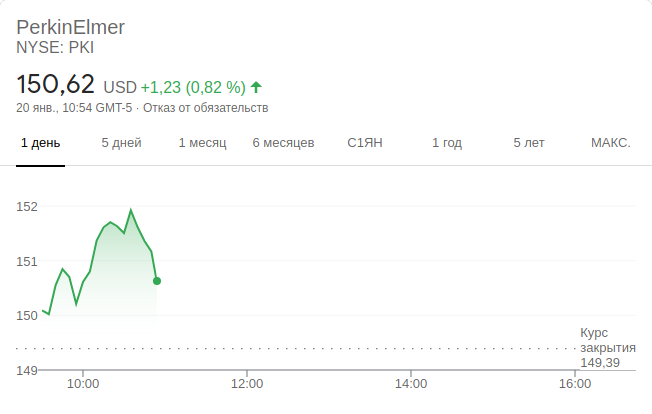 PerkinElmer
NYSE: PKI
150,62 USD +1,23 (0,82 %)
20 янв., 10:54 GMT-5 · Отказ от обязательств
1 день 5 дней 1 месяц 6 месяцев С1ЯН 1 год 5 лет МАКС.
152
151
150
Курс
закрытия
149,39
149
10:00 12:00 14:00 16:00